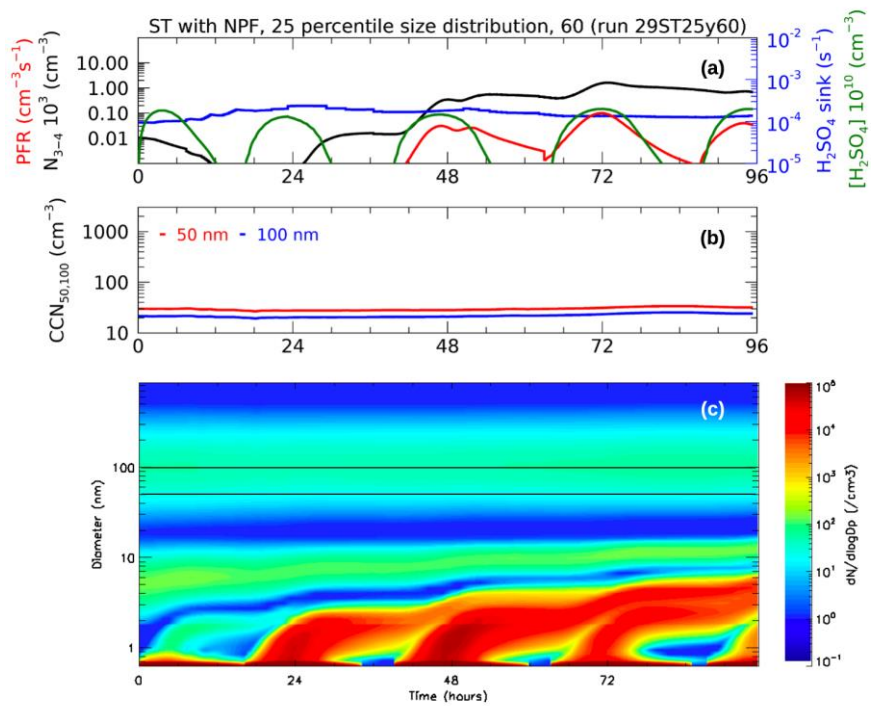 ST with NPF, 25 percentile size distribution, 60 (run 29ST25y60)
PFR (cm⁻³s⁻¹)
N₃₋₄ 10³ (cm⁻³)
1.00
0.10
0.01
(a)
10⁻²
10⁻³
10⁻⁴
10⁻⁵
H₂SO₄ sink (s⁻¹)
[H₂SO₄] 10¹⁰ (cm⁻³)
0 24 48 72 96
CCN₅₀,₁₀₀ (cm⁻³)
1000
100
10
50 nm 100 nm
(b)
0 24 48 72 96
Diameter (nm)
100
10
1
(c)
0 24 48 72
Time (hours)
10⁵
10⁴
10³
10²
10¹
10⁰
10⁻¹
dN/dlogDp (/cm3)